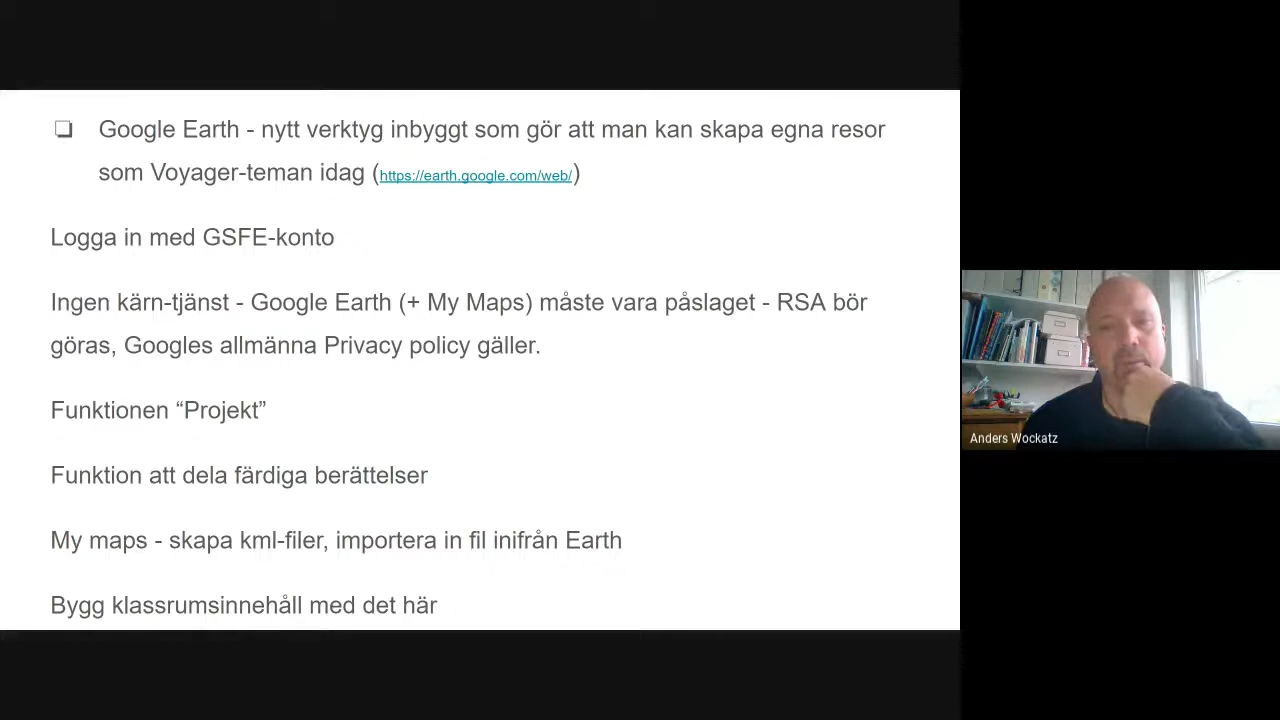 Google Earth - nytt verktyg inbyggt som gör att man kan skapa egna resor
som Voyager-teman idag (https://earth.google.com/web/)
Logga in med GSFE-konto
Ingen kärn-tjänst - Google Earth (+ My Maps) måste vara påslaget - RSA bör
göras, Googles allmänna Privacy policy gäller.
Funktionen “Projekt”
Funktion att dela färdiga berättelser
My maps - skapa kml-filer, importera in fil inifrån Earth
Bygg klassrumsinnehåll med det här
Anders Wockatz